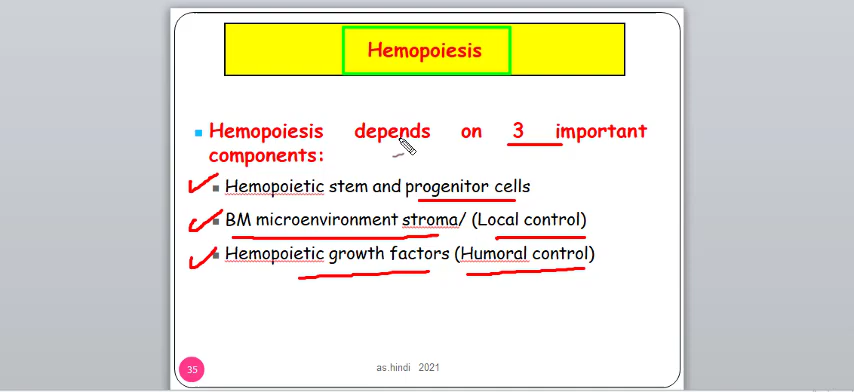 Hemopoiesis
Hemopoiesis depends on 3 important
components:
Hemopoietic stem and progenitor cells
BM microenvironment stroma/ (Local control)
Hemopoietic growth factors (Humoral control)
35
as.hindi 2021